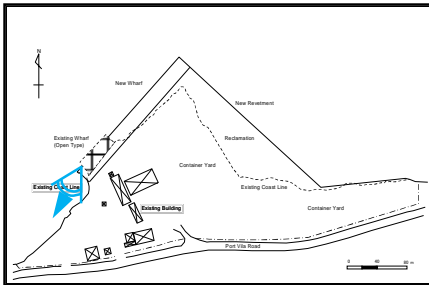 N
New Wharf
New Revetment
Existing Wharf
(Open Type)
Reclamation
Container Yard
Existing Coast Line
Existing Coast Line
Container Yard
Existing Building
Port Vila Road
0 40 80 m